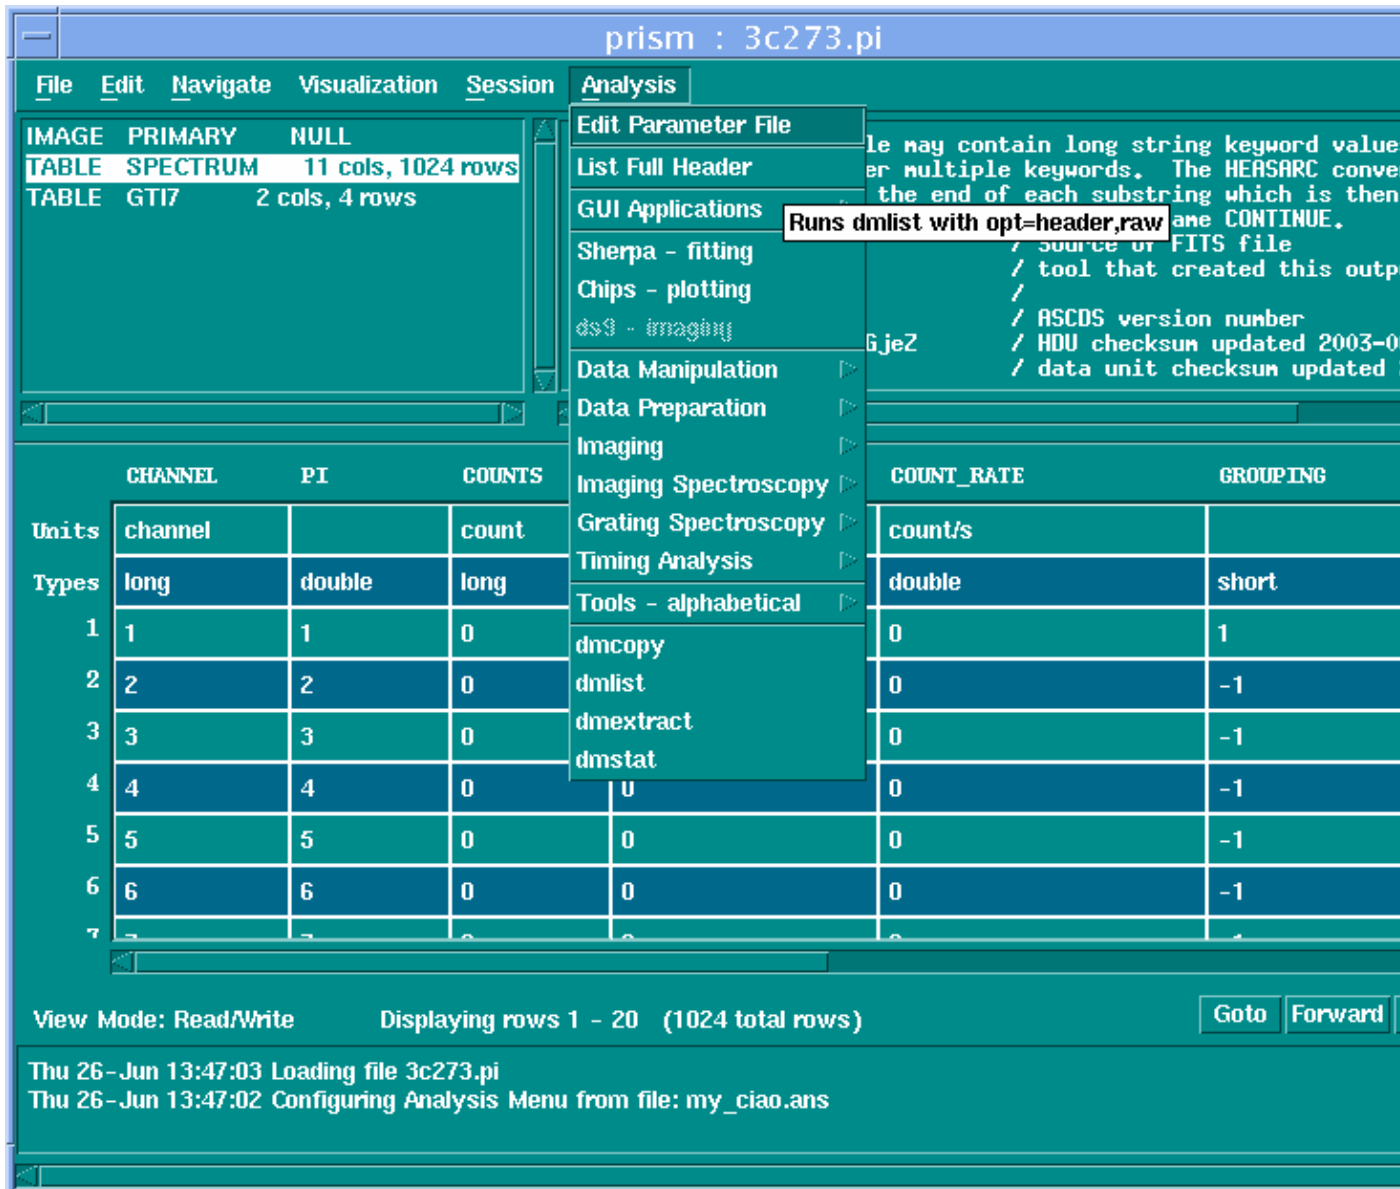 prism : 3c273.pi
File Edit Navigate Visualization Session Analysis
IMAGE PRIMARY NULL
TABLE SPECTRUM 11 cols, 1024 rows
TABLE GTI7 2 cols, 4 rows
Edit Parameter File
List Full Header
GUI Applications
Sherpa - fitting
Chips - plotting
ds9 - imaging
Data Manipulation
Data Preparation
Imaging
Imaging Spectroscopy
Grating Spectroscopy
Timing Analysis
Tools - alphabetical
dmcopy
dmlist
dmextract
dmstat
Runs dmlist with opt=header,raw
le may contain long string keyword value
er multiple keywords. The HEASARC conve
the end of each substring which is then
ame CONTINUE.
/ Source of FITS file
/ tool that created this outp
/
/ ASCDS version number
GjeZ / HDU checksum updated 2003-0
/ data unit checksum updated
CHANNEL PI COUNTS COUNT_RATE GROUPING
Units channel count count/s
Types long double long double short
1 1 1 0 0 1
2 2 2 0 0 -1
3 3 3 0 0 -1
4 4 4 0 0 0 -1
5 5 5 0 0 0 -1
6 6 6 0 0 0 -1
7
View Mode: Read/Write Displaying rows 1 - 20 (1024 total rows) Goto Forward
Thu 26-Jun 13:47:03 Loading file 3c273.pi
Thu 26-Jun 13:47:02 Configuring Analysis Menu from file: my_ciao.ans